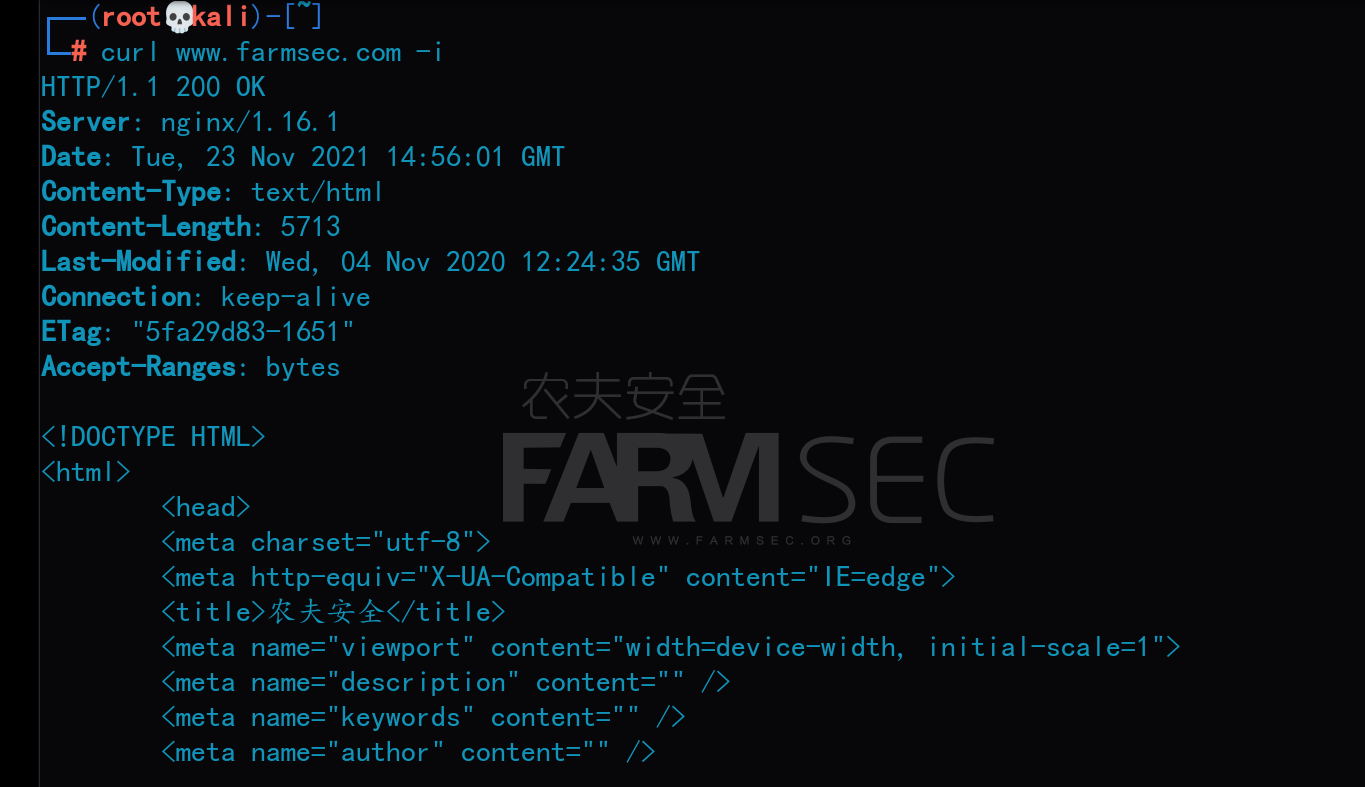 ┌──(root💀kali)-[~]
└─# curl www.farmsec.com -i
HTTP/1.1 200 OK
Server: nginx/1.16.1
Date: Tue, 23 Nov 2021 14:56:01 GMT
Content-Type: text/html
Content-Length: 5713
Last-Modified: Wed, 04 Nov 2020 12:24:35 GMT
Connection: keep-alive
ETag: "5fa29d83-1651"
Accept-Ranges: bytes
农夫安全
<!DOCTYPE HTML>
FARMSEC
<html>
<head>
WWW.FARMSEC.ORG
<meta charset="utf-8">
<meta http-equiv="X-UA-Compatible" content="IE=edge">
<title>农夫安全</title>
<meta name="viewport" content="width=device-width, initial-scale=1">
<meta name="description" content="" />
<meta name="keywords" content="" />
<meta name="author" content="" />